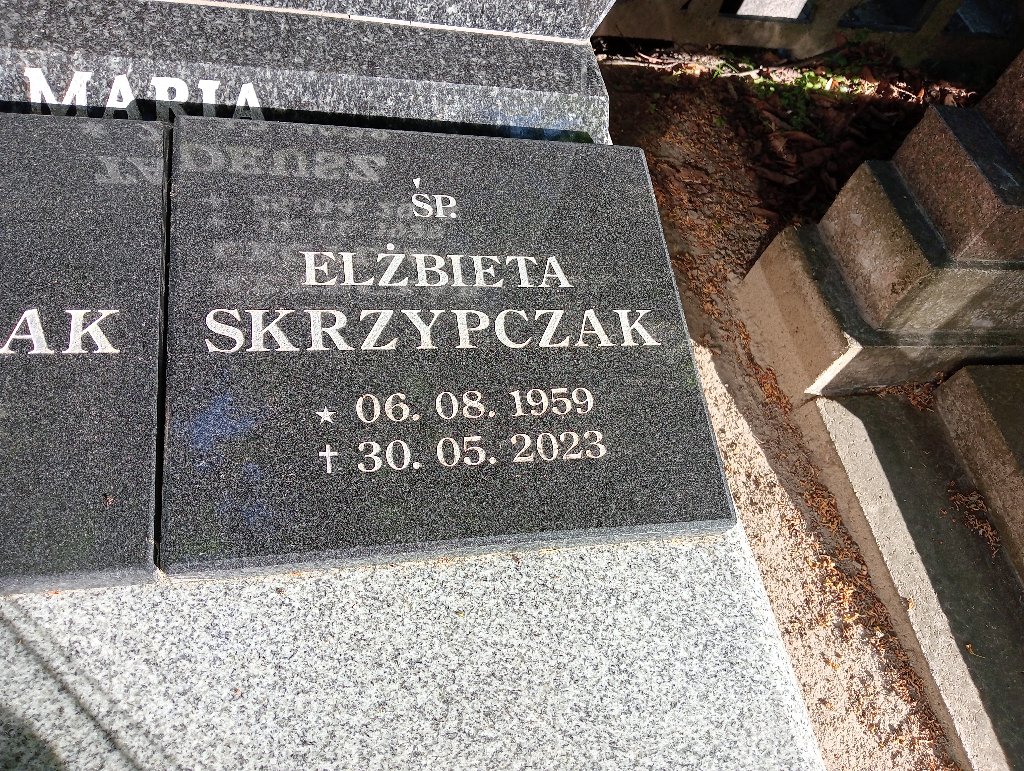 MARIA
AK
ŚP.
ELŻBIETA
SKRZYPCZAK
★ 06. 08. 1959
✝ 30. 05. 2023